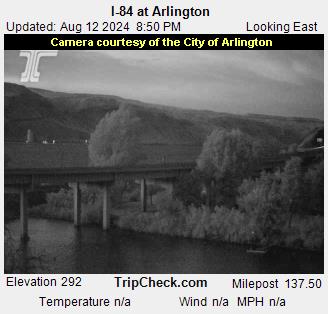 I-84 at Arlington
Updated: Aug 12 2024 8:50 PM Looking East
Camera courtesy of the City of Arlington
Elevation 292 TripCheck.com Milepost 137.50
Temperature n/a Wind n/a MPH n/a